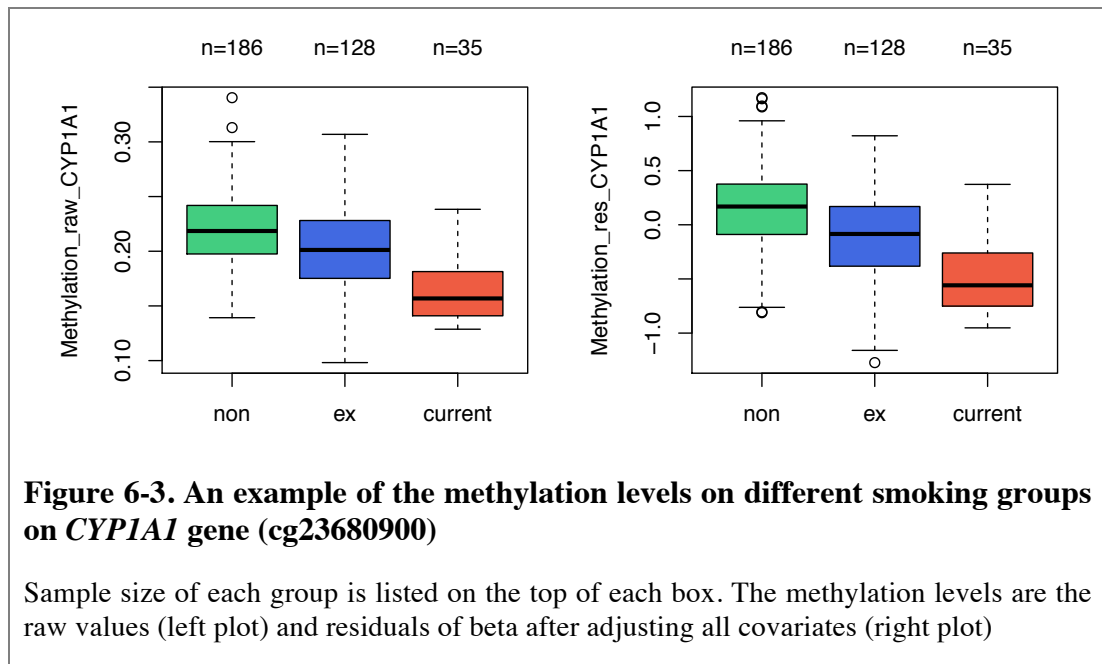 n=186 n=128 n=35
Methylation_raw_CYP1A1
0.30
0.20
0.10
non ex current
n=186 n=128 n=35
Methylation_res_CYP1A1
1.0
0.5
0.0
−1.0
non ex current
Figure 6-3. An example of the methylation levels on different smoking groups
on CYP1A1 gene (cg23680900)
Sample size of each group is listed on the top of each box. The methylation levels are the
raw values (left plot) and residuals of beta after adjusting all covariates (right plot)